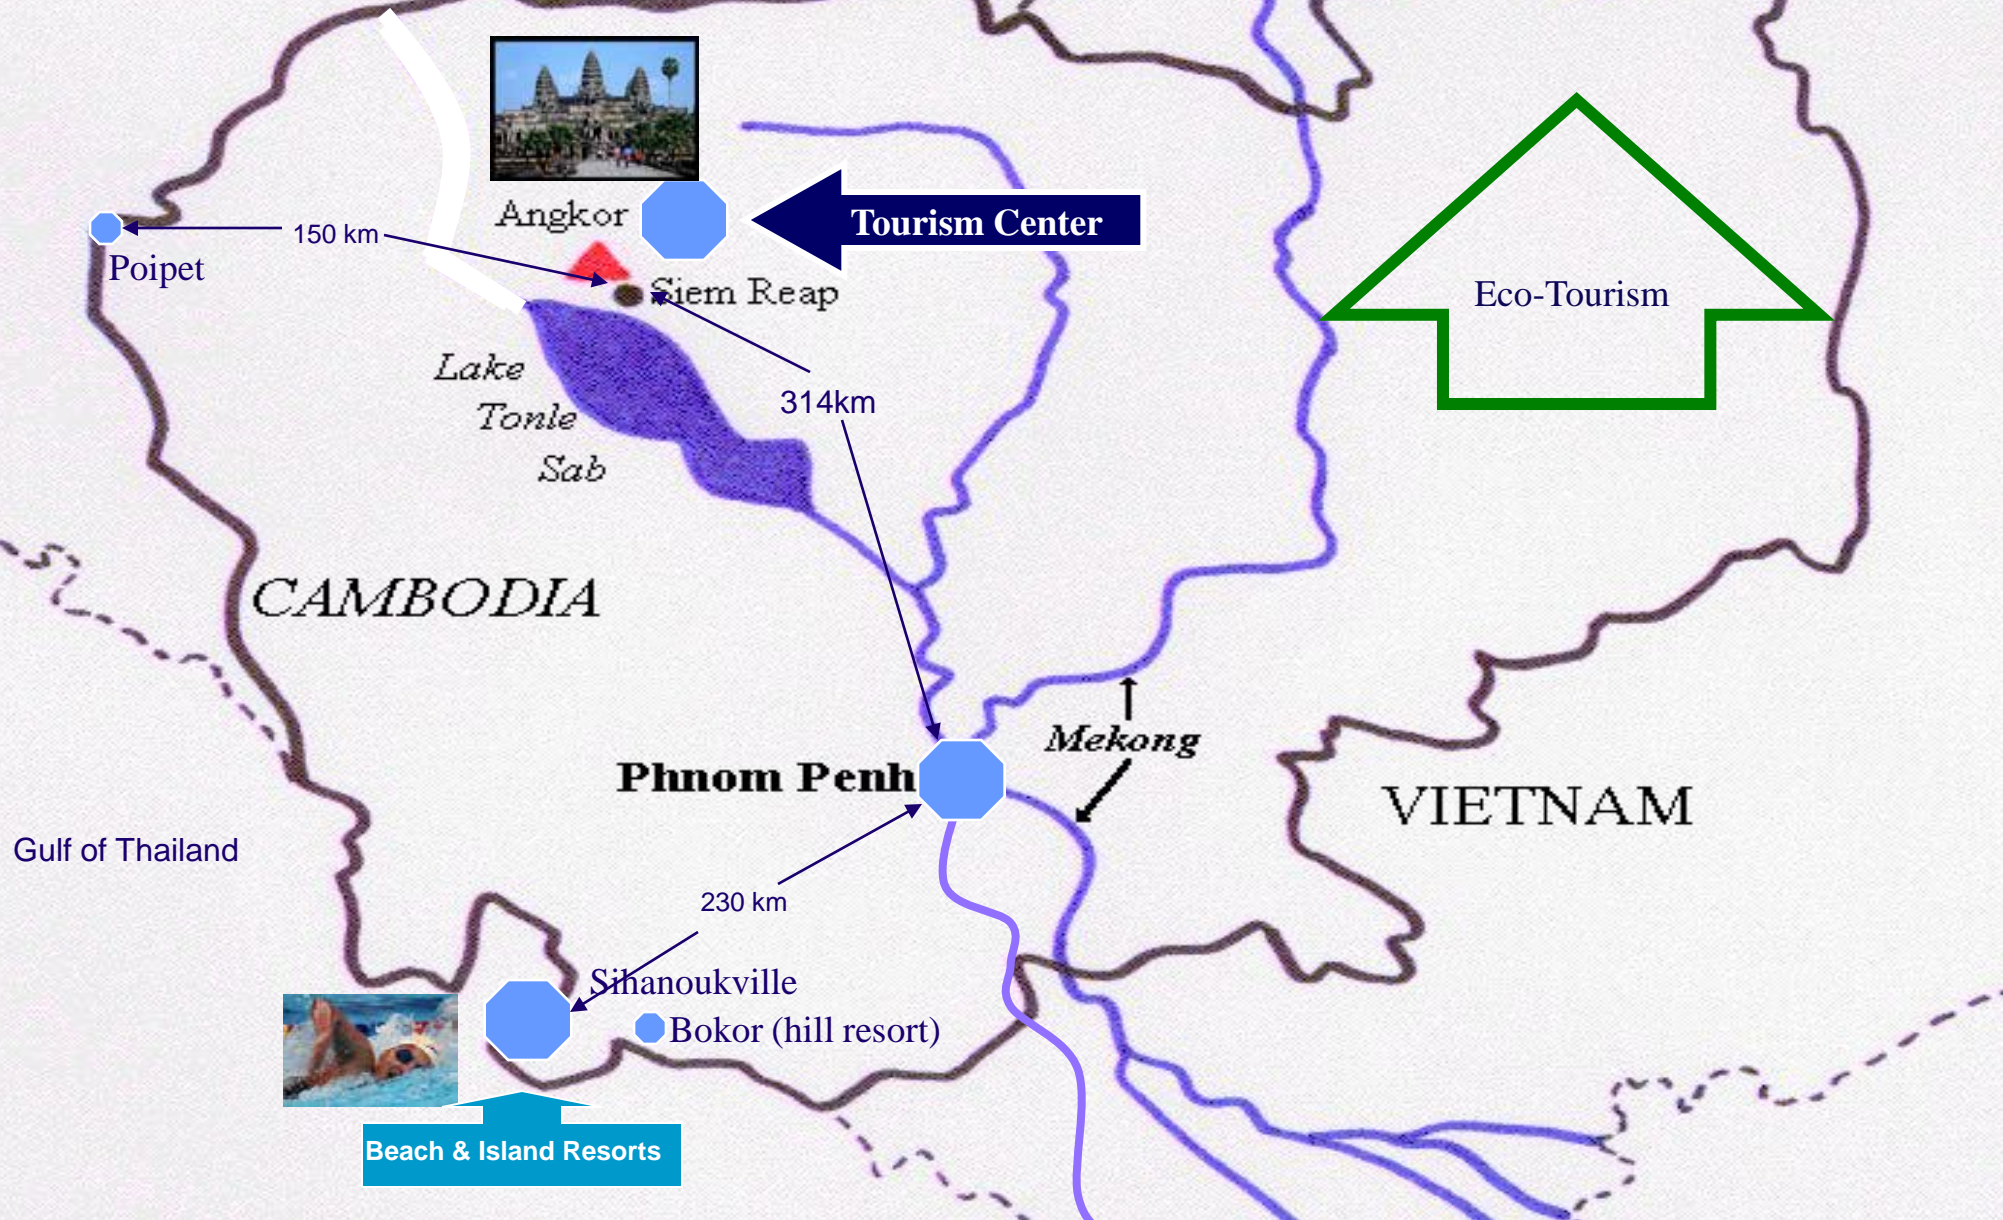 Angkor
Tourism Center
150 km
Poipet
Siem Reap
Eco-Tourism
Lake
Tonle
Sab
314km
CAMBODIA
Mekong
Phnom Penh
VIETNAM
Gulf of Thailand
230 km
Sihanoukville
Bokor (hill resort)
Beach & Island Resorts